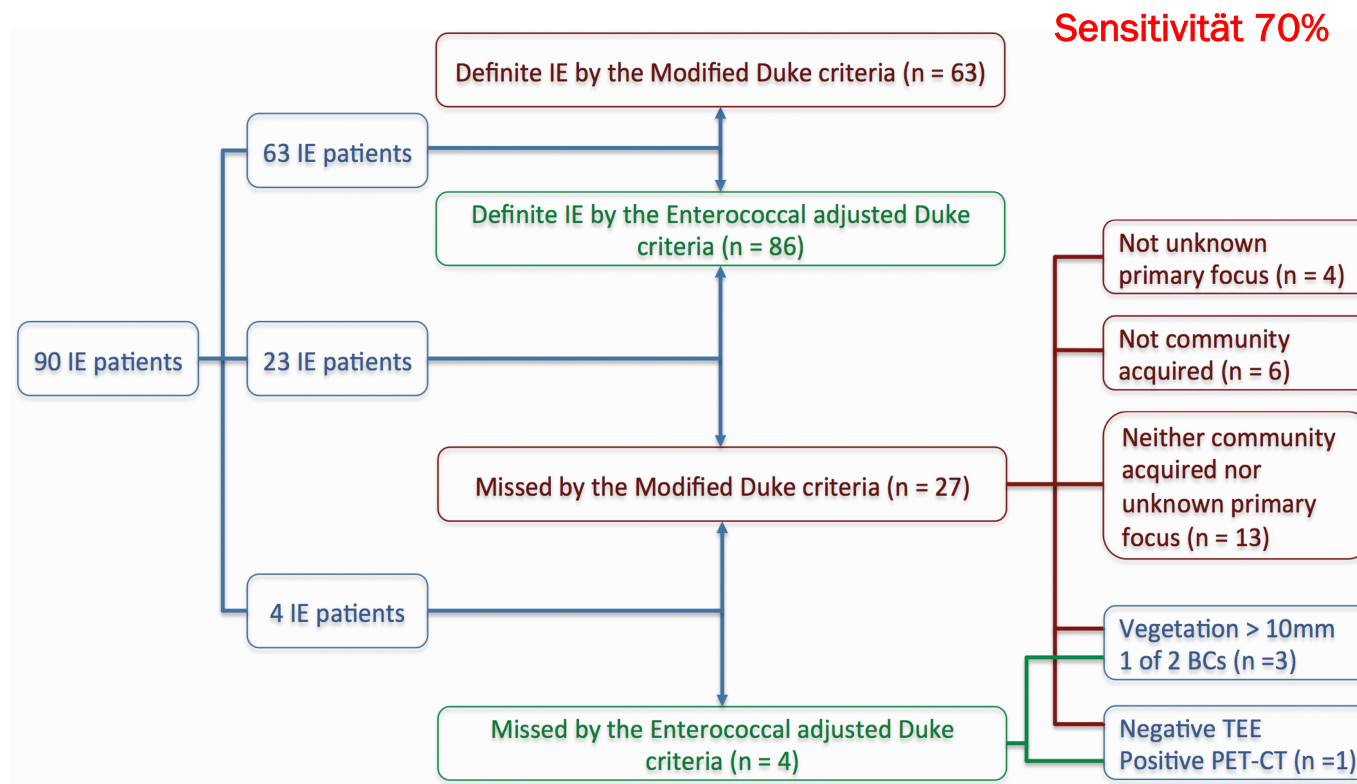 Sensitivität 70%
Definite IE by the Modified Duke criteria (n = 63)
63 IE patients
Definite IE by the Enterococcal adjusted Duke
criteria (n = 86)
90 IE patients
23 IE patients
Missed by the Modified Duke criteria (n = 27)
4 IE patients
Missed by the Enterococcal adjusted Duke
criteria (n = 4)
Not unknown
primary focus (n = 4)
Not community
acquired (n = 6)
Neither community
acquired nor
unknown primary
focus (n = 13)
Vegetation > 10mm
1 of 2 BCs (n =3)
Negative TEE
Positive PET-CT (n =1)